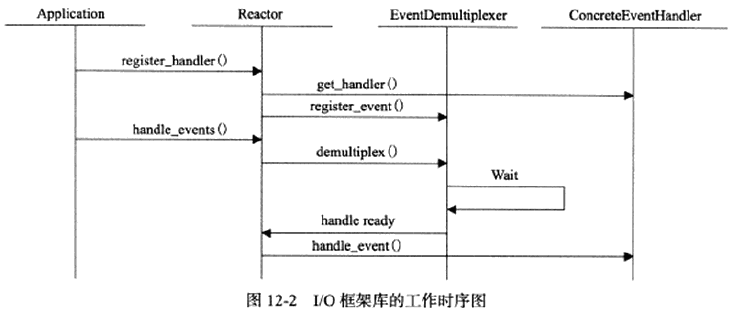 Application Reactor EventDemultiplexer ConcreteEventHandler
register_handler()
get_handler()
register_event()
handle_events()
demultiplex()
Wait
handle ready
handle_event()
图 12-2 I/O 框架库的工作时序图